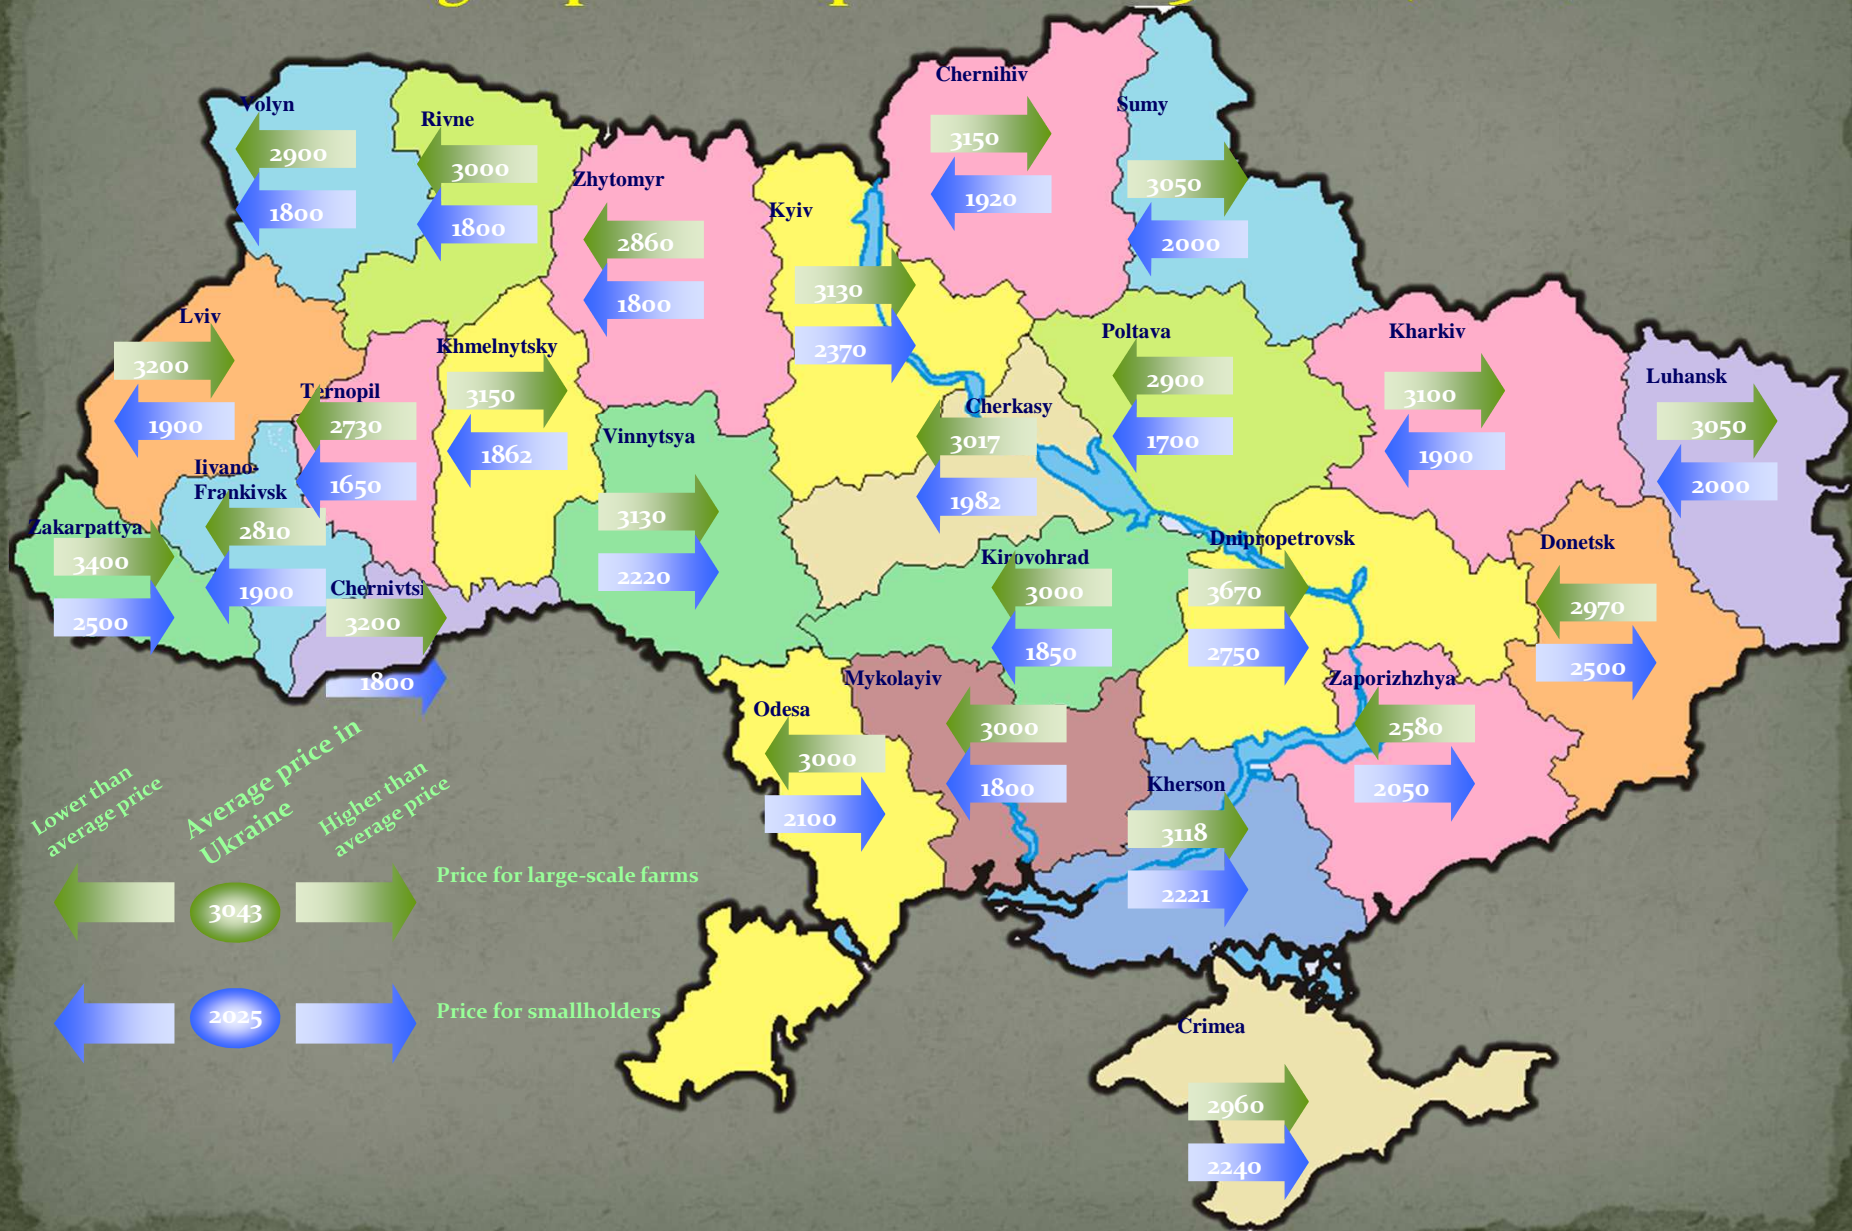 Volyn
2900
1800
Rivne
3000
1800
Zhytomyr
2860
1800
Kyiv
3130
2370
Chernihiv
3150
1920
Sumy
3050
2000
Lviv
3200
1900
Ternopil
2730
1650
Khmelnytsky
3150
1862
Vinnytsya
3130
2220
Cherkasy
3017
1982
Poltava
2900
1700
Kharkiv
3100
1900
Luhansk
3050
2000
Iivano-
Frankivsk
2810
1900
Zakarpattya
3400
2500
Chernivtsi
3200
1800
Kirovohrad
3000
1850
Dnipropetrovsk
3670
2750
Donetsk
2970
2500
Zaporizhzhya
2580
2050
Mykolayiv
3000
1800
Odesa
3000
2100
Kherson
3118
2221
Crimea
2960
2240
Lower than
average price
Average price in
Ukraine
Higher than
average price
3043
Price for large-scale farms
2025
Price for smallholders